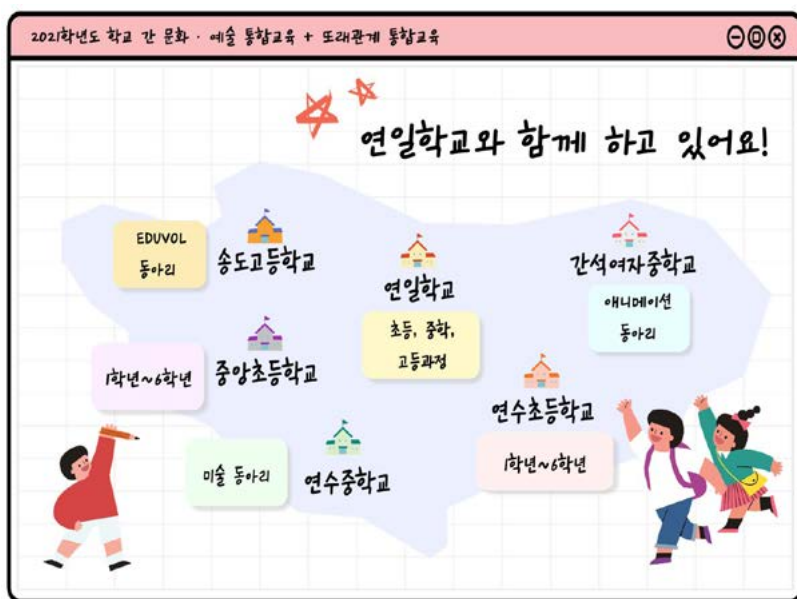 2021학년도 학교 간 문화 · 예술 통합교육 + 또래관계 통합교육
연일학교와 함께 하고 있어요!
EDUVOL
동아리
송도고등학교
연일학교
초등, 중학,
고등과정
간석여자중학교
애니메이션
동아리
1학년~6학년
중앙초등학교
연수초등학교
1학년~6학년
미술 동아리
연수중학교